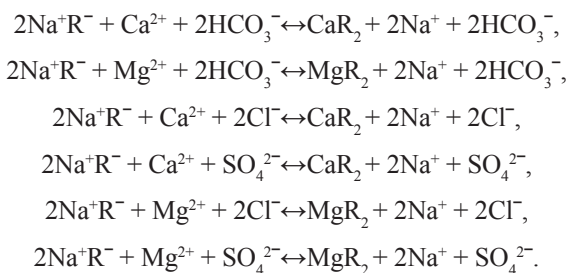 2Na⁺R⁻ + Ca²⁺ + 2HCO₃⁻↔CaR₂ + 2Na⁺ + 2HCO₃⁻,
2Na⁺R⁻ + Mg²⁺ + 2HCO₃⁻↔MgR₂ + 2Na⁺ + 2HCO₃⁻,
2Na⁺R⁻ + Ca²⁺ + 2Cl⁻↔CaR₂ + 2Na⁺ + 2Cl⁻,
2Na⁺R⁻ + Ca²⁺ + SO₄²⁻↔CaR₂ + 2Na⁺ + SO₄²⁻,
2Na⁺R⁻ + Mg²⁺ + 2Cl⁻↔MgR₂ + 2Na⁺ + 2Cl⁻,
2Na⁺R⁻ + Mg²⁺ + SO₄²⁻↔MgR₂ + 2Na⁺ + SO₄²⁻.